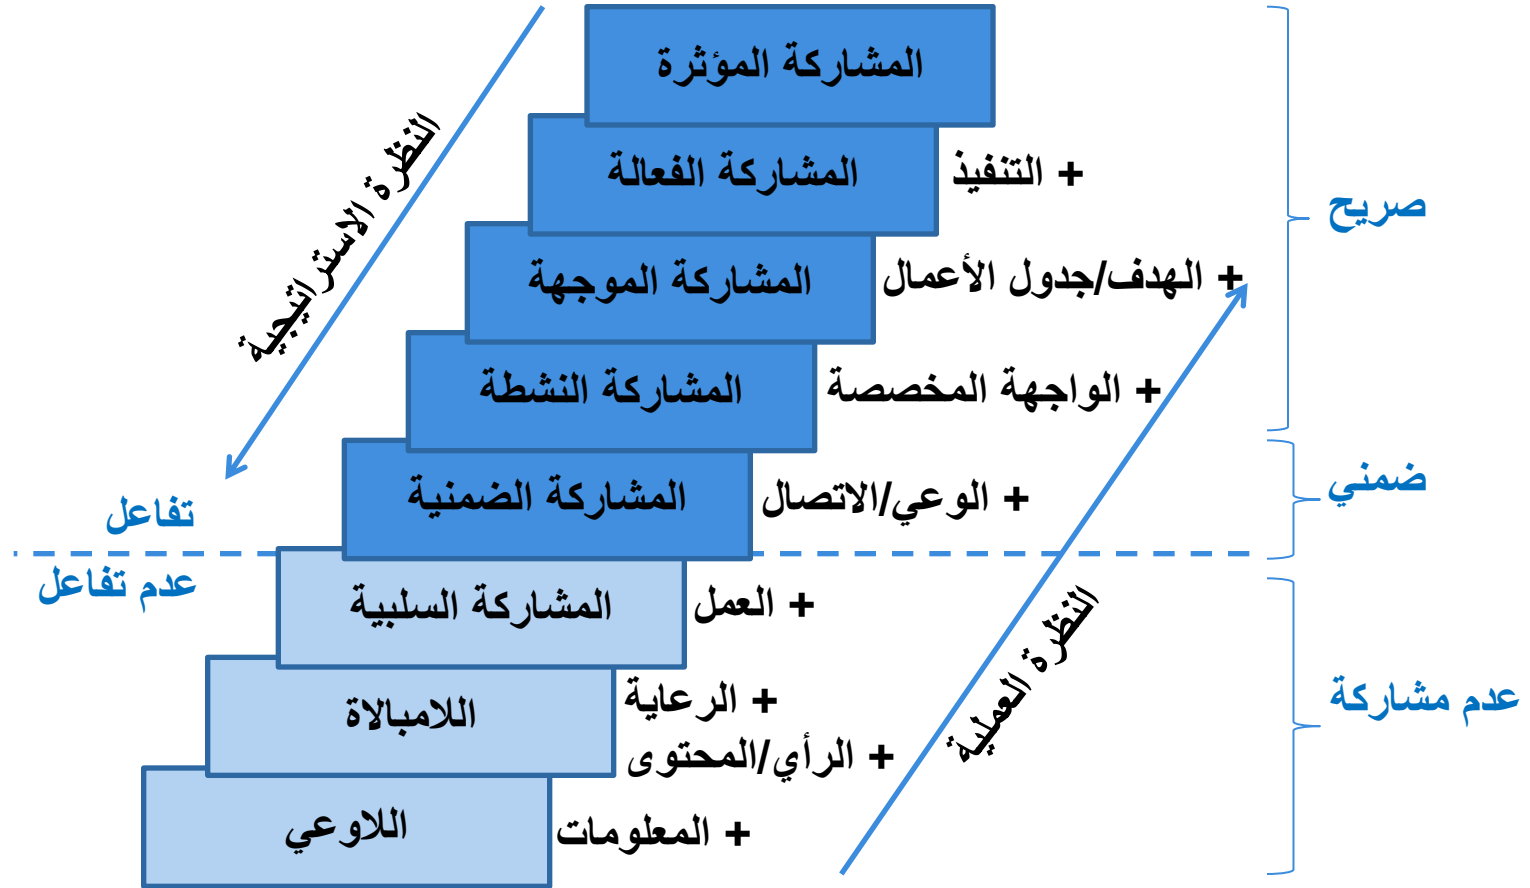 المشاركة المؤثرة
المشاركة الفعالة
+ التنفيذ
المشاركة الموجهة
+ الهدف/جدول الأعمال
المشاركة النشطة
+ الواجهة المخصصة
المشاركة الضمنية
+ الوعي/الاتصال
المشاركة السلبية
+ العمل
اللامبالاة
+ الرعاية
+ الرأي/المحتوى
اللاوعي
+ المعلومات
صريح
ضمني
عدم مشاركة
النظرة الاستراتيجية
النظرة العملية
تفاعل
عدم تفاعل